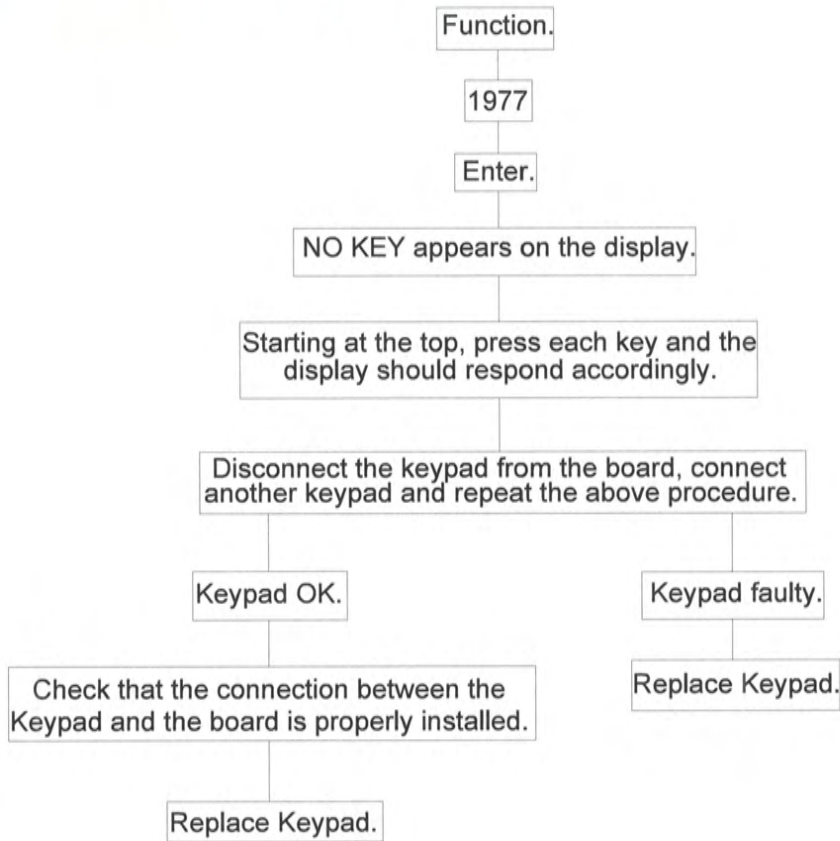 Function.
1977
Enter.
NO KEY appears on the display.
Starting at the top, press each key and the
display should respond accordingly.
Disconnect the keypad from the board, connect
another keypad and repeat the above procedure.
Keypad OK.
Keypad faulty.
Check that the connection between the
Keypad and the board is properly installed.
Replace Keypad.
Replace Keypad.